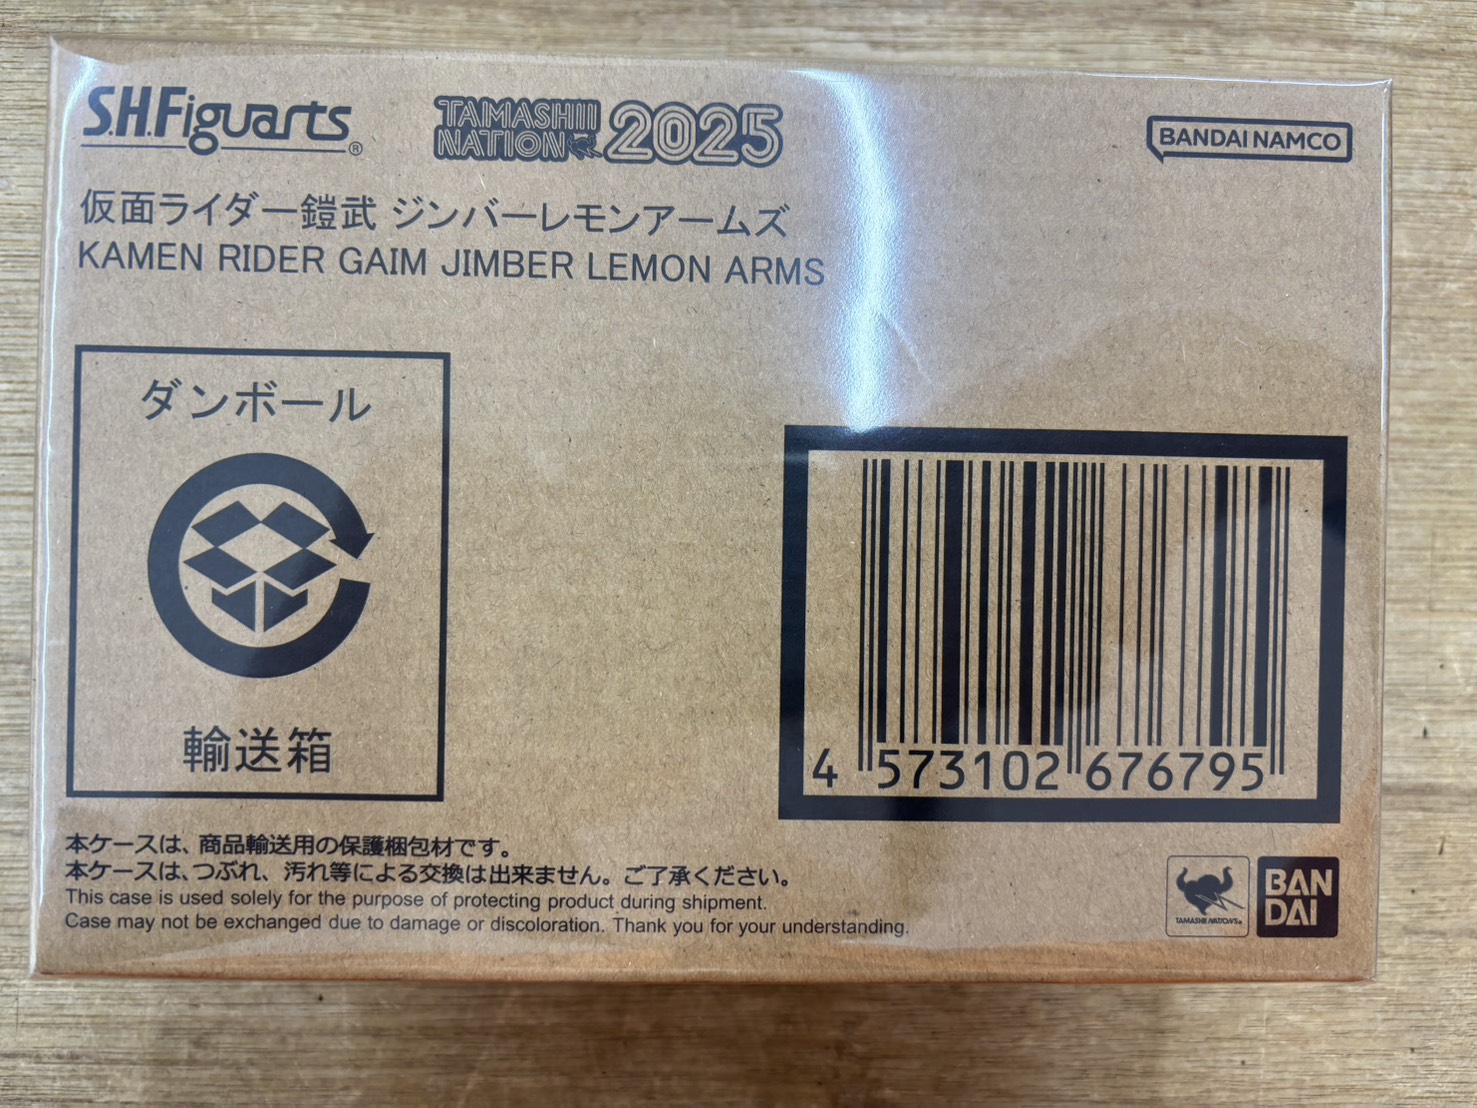 S.H.Figuarts®
TAMASHII
NATION 2025
BANDAI NAMCO
仮面ライダー鎧武 ジンバーレモンアームズ
KAMEN RIDER GAIM JIMBER LEMON ARMS
ダンボール
輸送箱
4 573102 676795
本ケースは、商品輸送用の保護梱包材です。
本ケースは、つぶれ、汚れ等による交換は出来ません。ご了承ください。
This case is used solely for the purpose of protecting product during shipment.
Case may not be exchanged due to damage or discoloration. Thank you for your understanding.
TAMASHII NATIONS
BAN
DAI